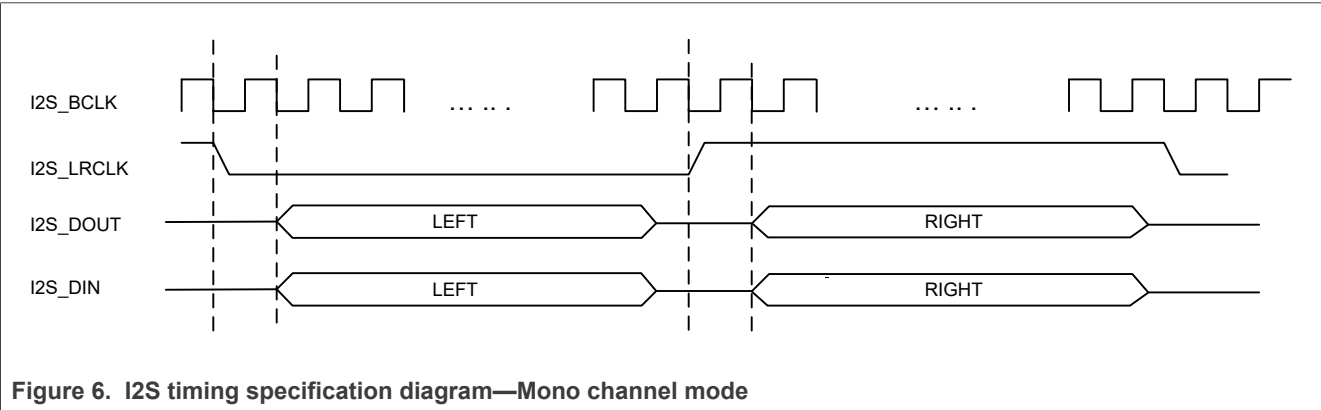 I2S_BCLK
... .. .
... .. .
I2S_LRCLK
I2S_DOUT
LEFT
RIGHT
I2S_DIN
LEFT
RIGHT
Figure 6. I2S timing specification diagram—Mono channel mode